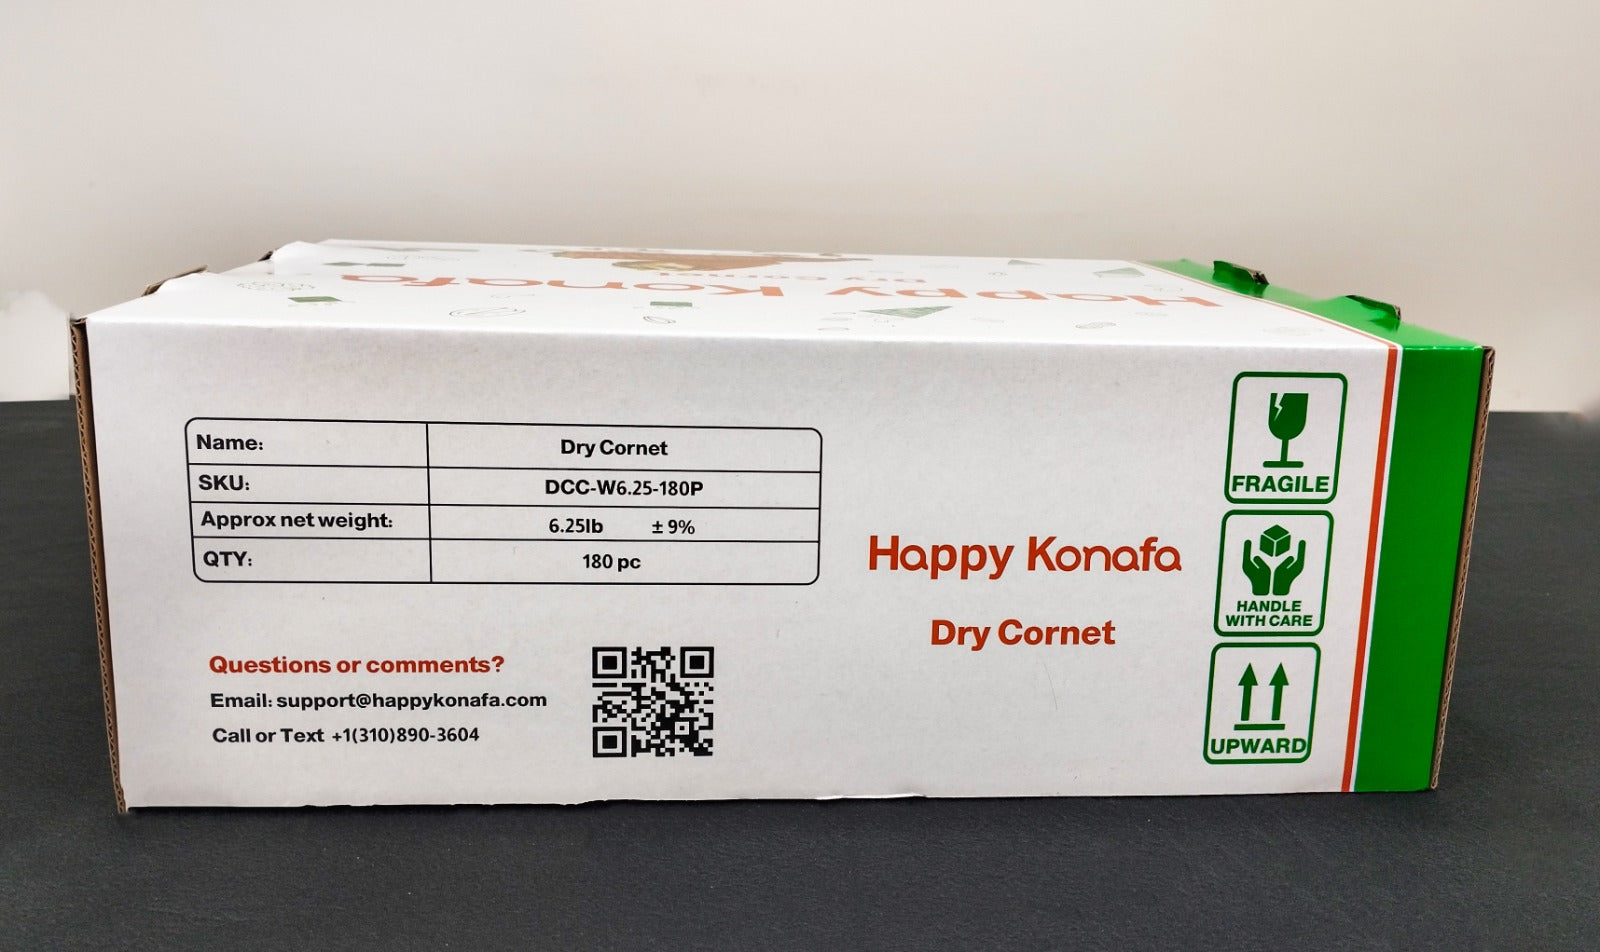 Happy Konafa
Dry Cornet
Name: Dry Cornet
SKU: DCC-W6.25-180P
Approx net weight: 6.25lb ± 9%
QTY: 180 pc
Questions or comments?
Email: support@happykonafa.com
Call or Text +1(310)890-3604
Happy Konafa
Dry Cornet
FRAGILE
HANDLE
WITH CARE
UPWARD